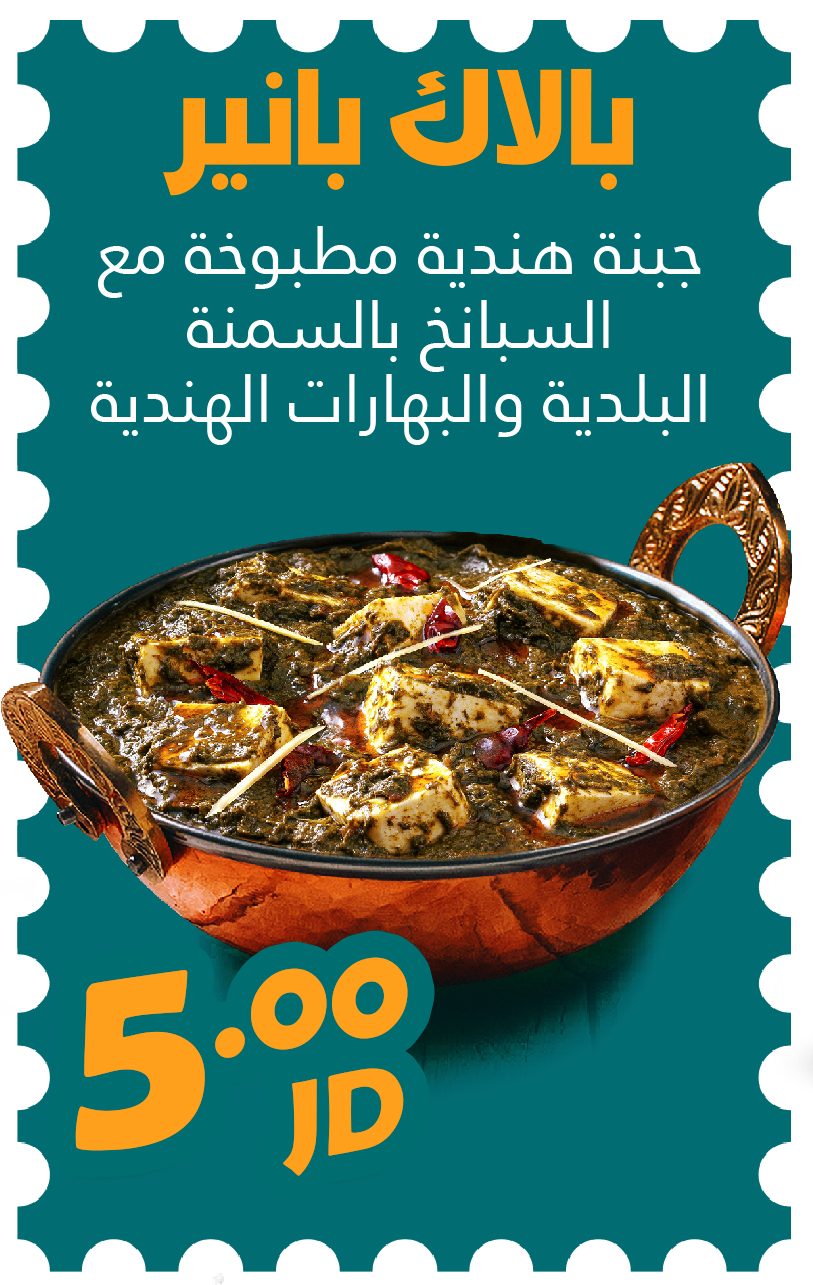 بالاك بانير
جبنة هندية مطبوخة مع
السبانخ بالسمنة
البلدية والبهارات الهندية
5.00
JD